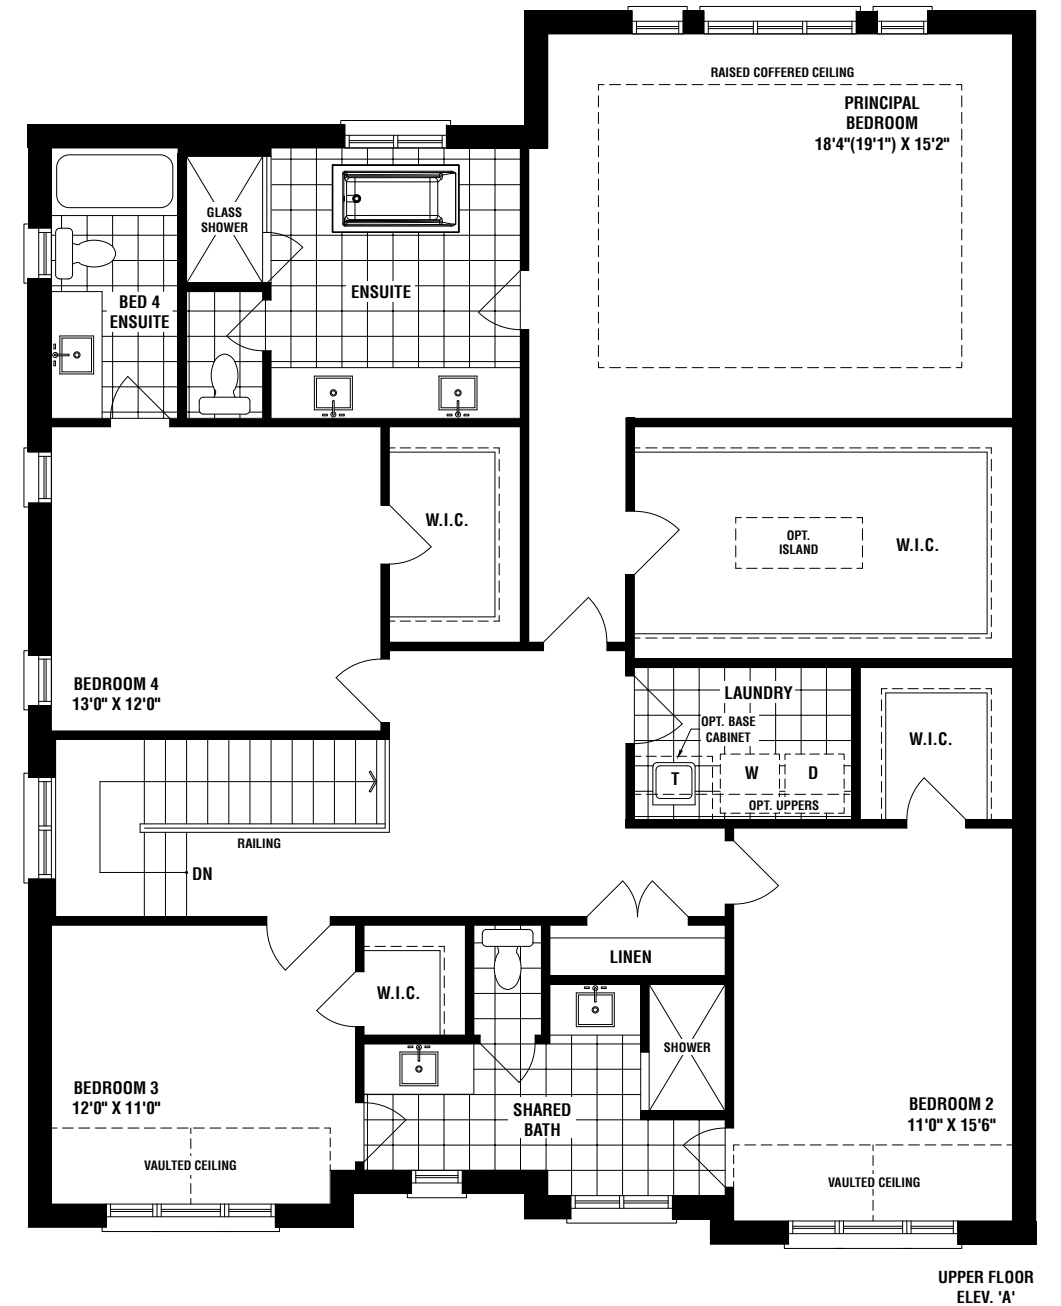 RAISED COFFERED CEILING
PRINCIPAL
BEDROOM
18'4"(19'1") X 15'2"
GLASS
SHOWER
ENSUITE
BED 4
ENSUITE
W.I.C.
OPT.
ISLAND
W.I.C.
BEDROOM 4
13'0" X 12'0"
LAUNDRY
OPT. BASE
CABINET
T
W
D
OPT. UPPERS
W.I.C.
RAILING
DN
LINEN
W.I.C.
SHOWER
BEDROOM 3
12'0" X 11'0"
SHARED
BATH
BEDROOM 2
11'0" X 15'6"
VAULTED CEILING
VAULTED CEILING
UPPER FLOOR
ELEV. 'A'